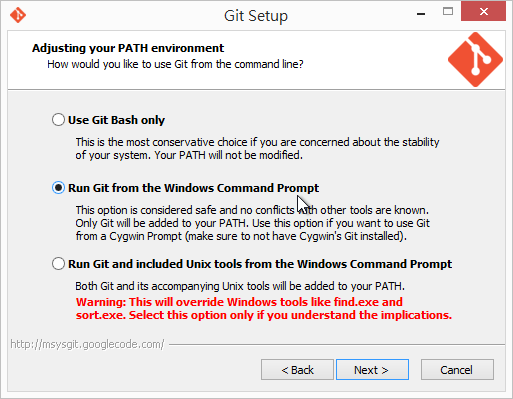 Git Setup
Adjusting your PATH environment
How would you like to use Git from the command line?
Use Git Bash only
This is the most conservative choice if you are concerned about the stability
of your system. Your PATH will not be modified.
Run Git from the Windows Command Prompt
This option is considered safe and no conflicts with other tools are known.
Only Git will be added to your PATH. Use this option if you want to use Git
from a Cygwin Prompt (make sure to not have Cygwin's Git installed).
Run Git and included Unix tools from the Windows Command Prompt
Both Git and its accompanying Unix tools will be added to your PATH.
Warning: This will override Windows tools like find.exe and
sort.exe. Select this option only if you understand the implications.
http://msysgit.googlecode.com/
< Back
Next >
Cancel